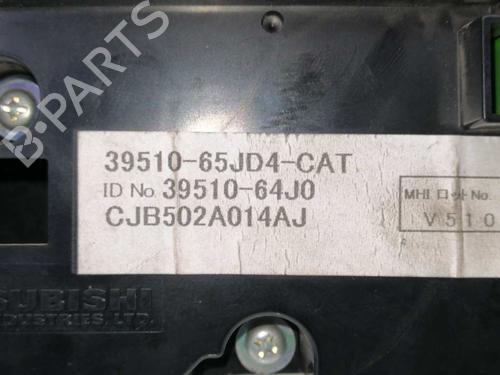 B-PARTS
39510-65JD4-CAT
ID No. 39510-64J0
CJB502A014AJ
MHI ロット No.
V510
SUBISHI
INDUSTRIES, LTD.